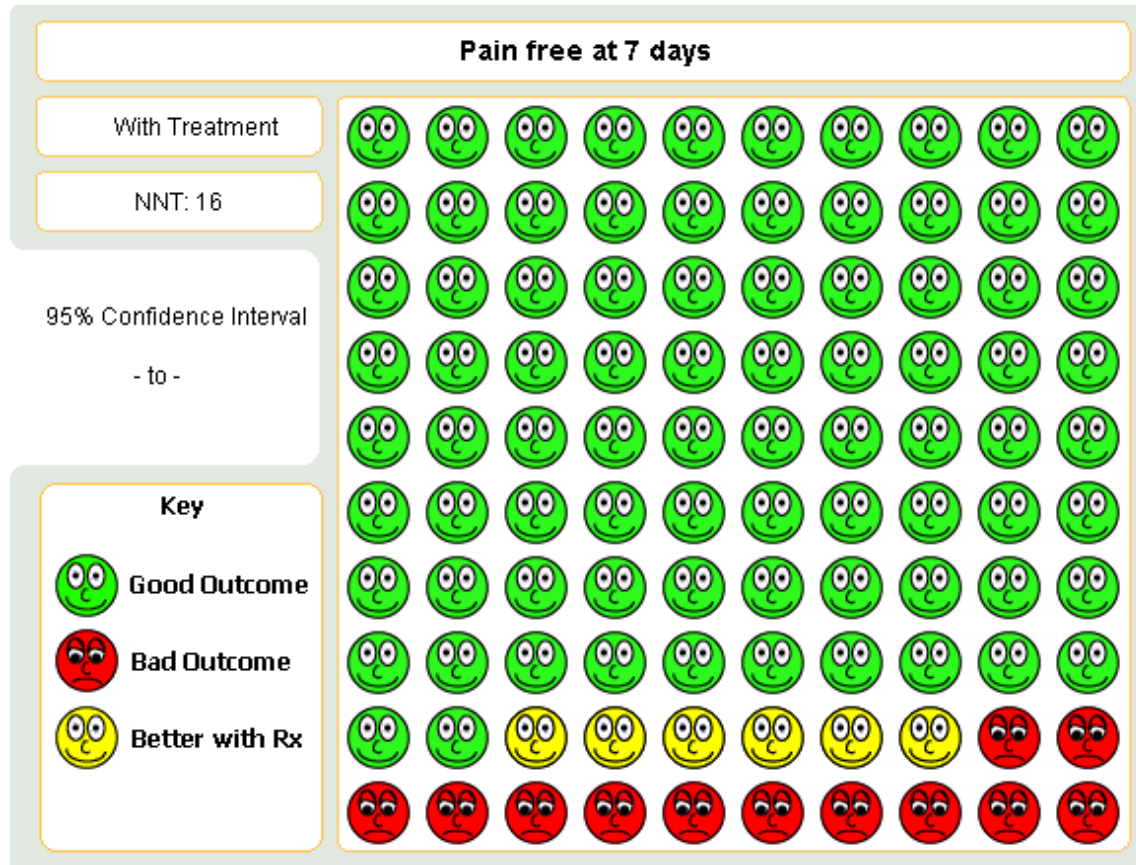 Pain free at 7 days
With Treatment
NNT: 16
95% Confidence Interval
- to -
Key
Good Outcome
Bad Outcome
Better with Rx